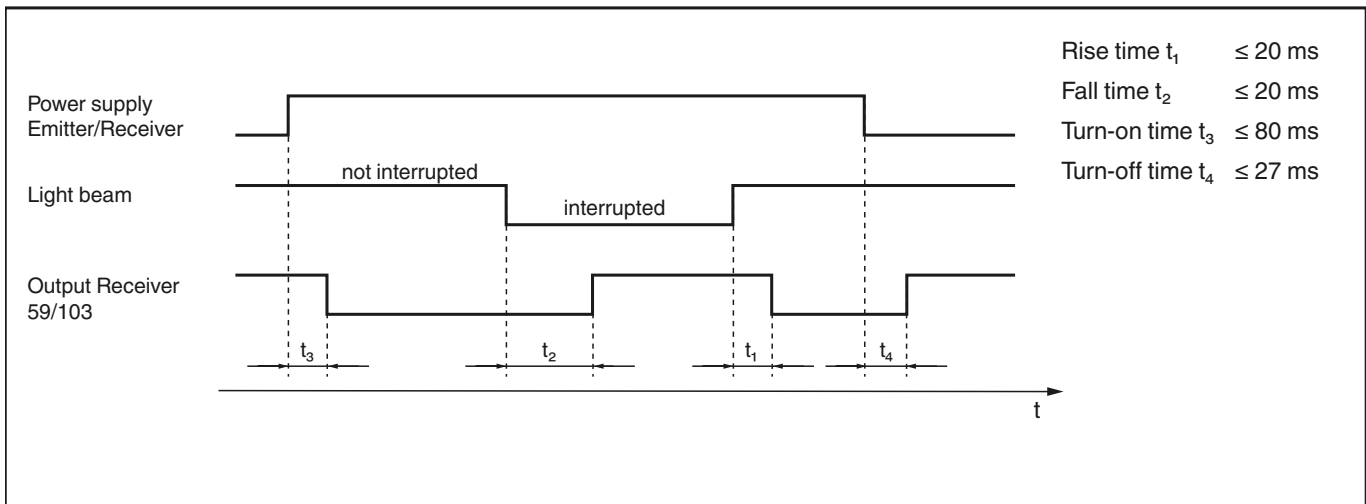 Rise time t₁ ≤ 20 ms
Fall time t₂ ≤ 20 ms
Turn-on time t₃ ≤ 80 ms
Turn-off time t₄ ≤ 27 ms
Power supply
Emitter/Receiver
not interrupted
Light beam
interrupted
Output Receiver
59/103
t₃ t₂ t₁ t₄
t